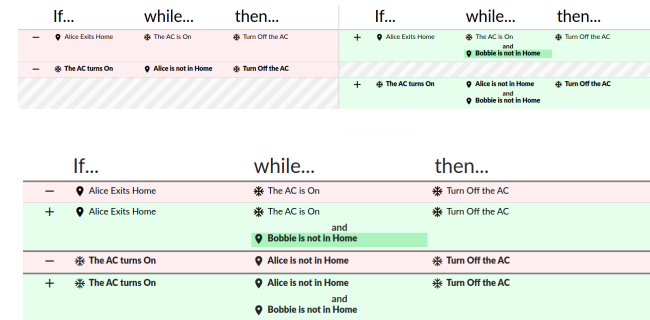 If... while... then... If... while... then...
− Alice Exits Home The AC is On Turn Off the AC + Alice Exits Home The AC is On Turn Off the AC
and
Bobbie is not in Home
− The AC turns On Alice is not in Home Turn Off the AC
+ The AC turns On Alice is not in Home Turn Off the AC
and
Bobbie is not in Home
If... while... then...
− Alice Exits Home The AC is On Turn Off the AC
+ Alice Exits Home The AC is On Turn Off the AC
and
Bobbie is not in Home
− The AC turns On Alice is not in Home Turn Off the AC
+ The AC turns On Alice is not in Home Turn Off the AC
and
Bobbie is not in Home